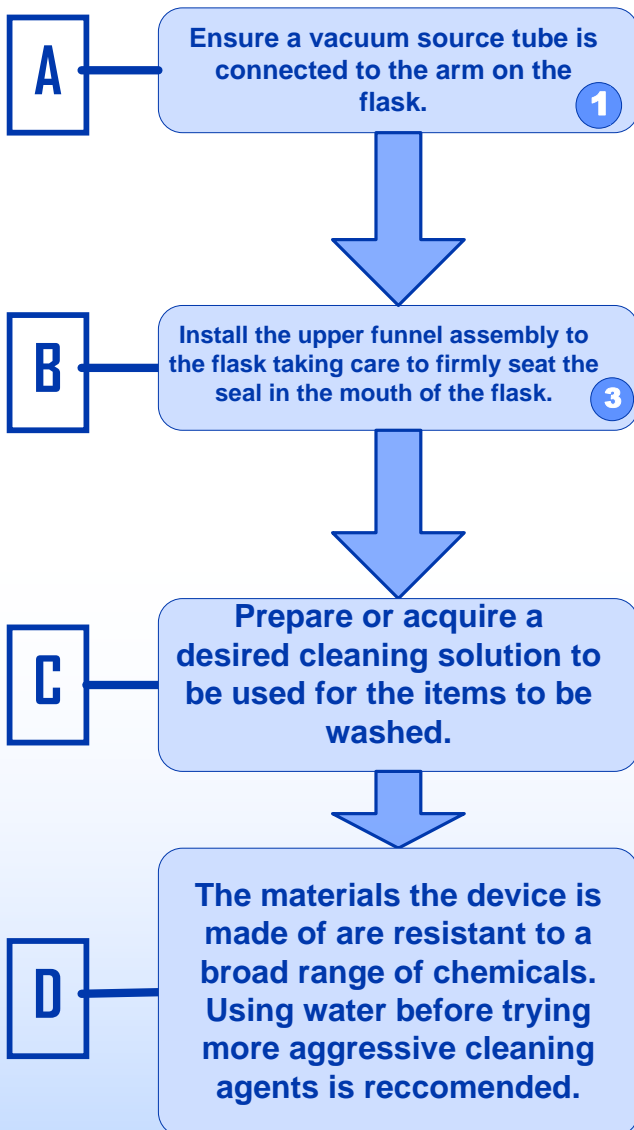 A
Ensure a vacuum source tube is
connected to the arm on the
flask.
1
B
Install the upper funnel assembly to
the flask taking care to firmly seat the
seal in the mouth of the flask.
3
C
Prepare or acquire a
desired cleaning solution to
be used for the items to be
washed.
D
The materials the device is
made of are resistant to a
broad range of chemicals.
Using water before trying
more aggressive cleaning
agents is reccomended.